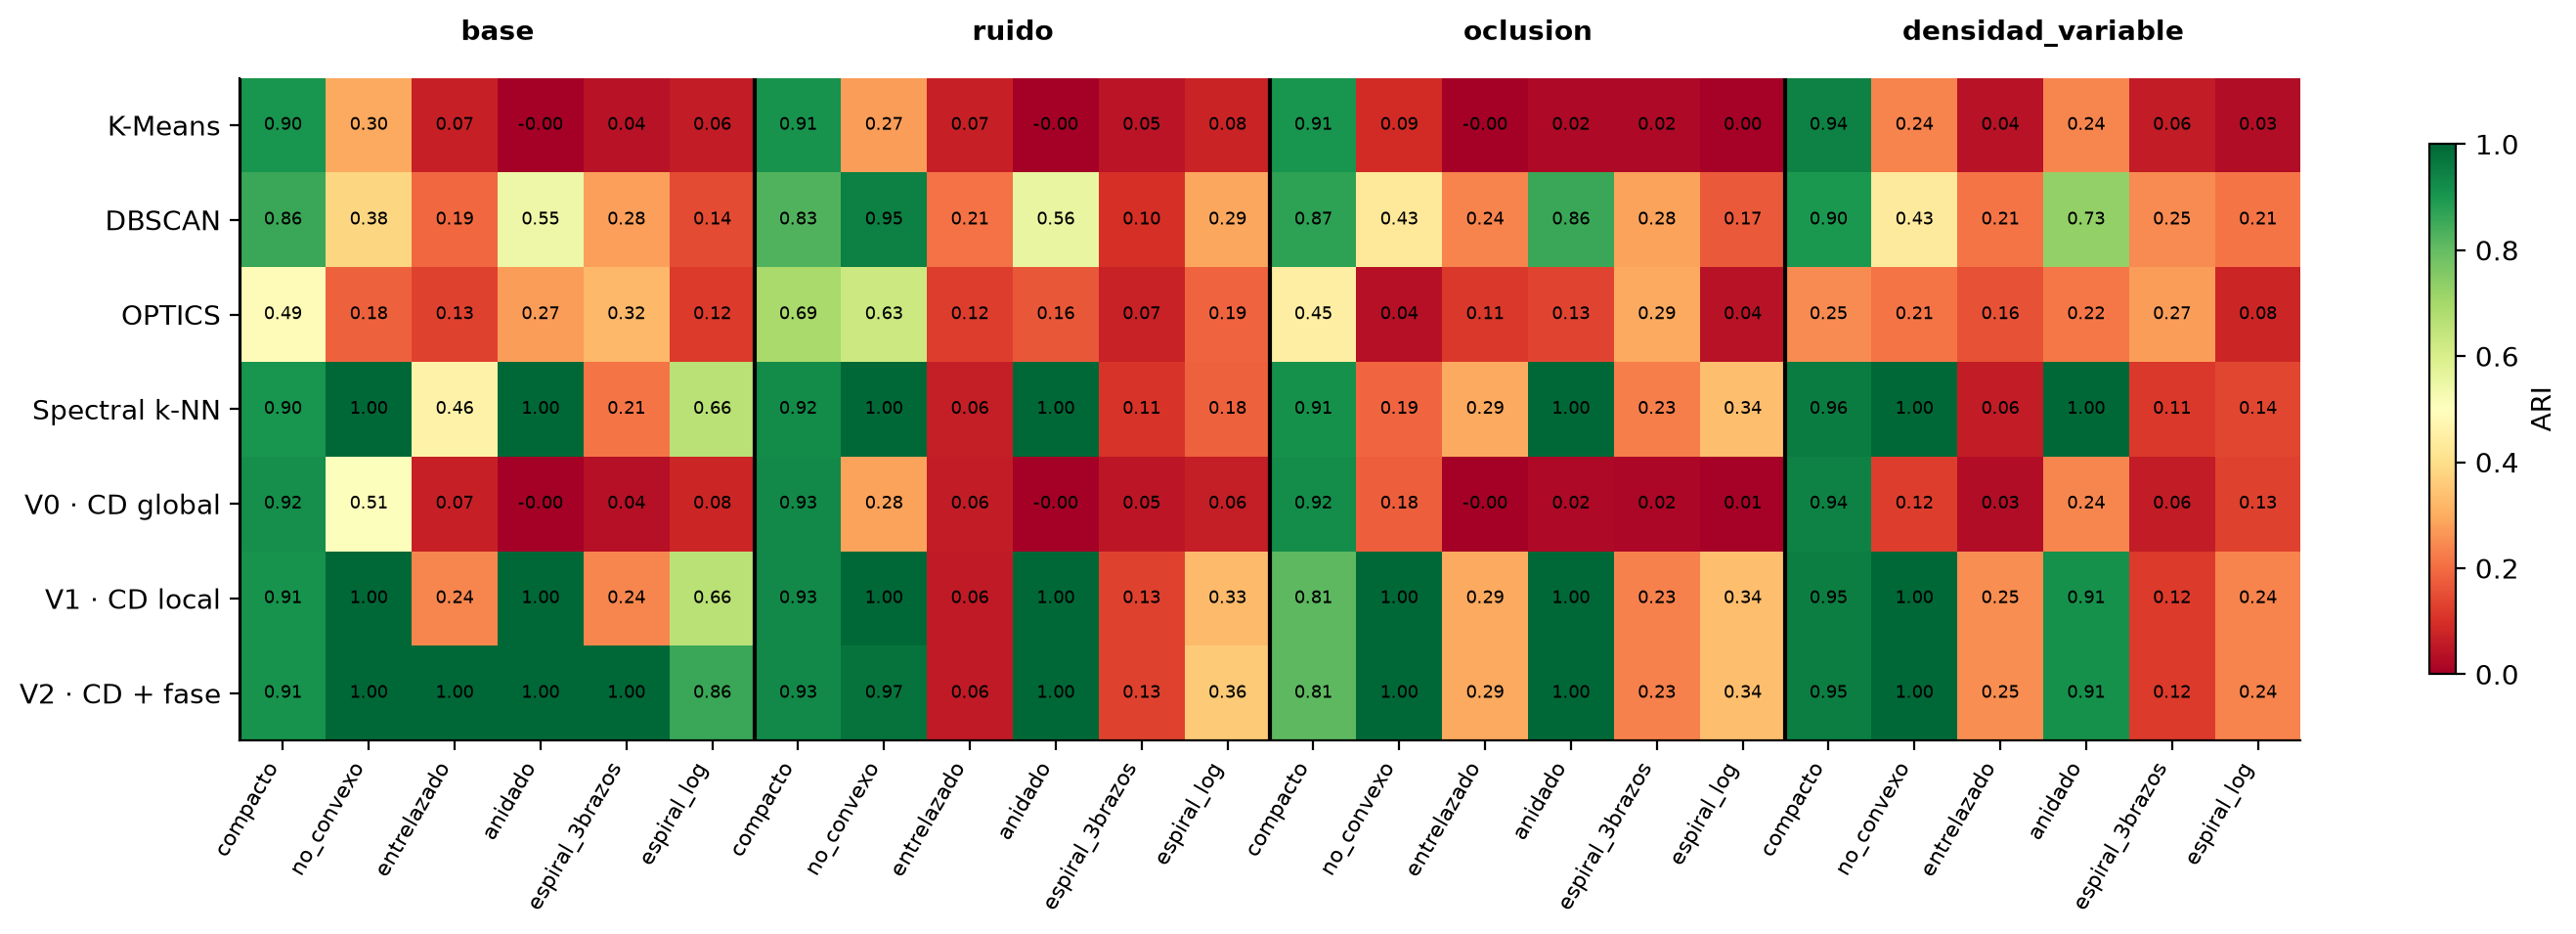 base ruido oclusion densidad_variable
K-Means 0.90 0.30 0.07 -0.00 0.04 0.06 0.91 0.27 0.07 -0.00 0.05 0.08 0.91 0.09 -0.00 0.02 0.02 0.00 0.94 0.24 0.04 0.24 0.06 0.03
DBSCAN 0.86 0.38 0.19 0.55 0.28 0.14 0.83 0.95 0.21 0.56 0.10 0.29 0.87 0.43 0.24 0.86 0.28 0.17 0.90 0.43 0.21 0.73 0.25 0.21
OPTICS 0.49 0.18 0.13 0.27 0.32 0.12 0.69 0.63 0.12 0.16 0.07 0.19 0.45 0.04 0.11 0.13 0.29 0.04 0.25 0.21 0.16 0.22 0.27 0.08
Spectral k-NN 0.90 1.00 0.46 1.00 0.21 0.66 0.92 1.00 0.06 1.00 0.11 0.18 0.91 0.19 0.29 1.00 0.23 0.34 0.96 1.00 0.06 1.00 0.11 0.14
V0 · CD global 0.92 0.51 0.07 -0.00 0.04 0.08 0.93 0.28 0.06 -0.00 0.05 0.06 0.92 0.18 -0.00 0.02 0.02 0.01 0.94 0.12 0.03 0.24 0.06 0.13
V1 · CD local 0.91 1.00 0.24 1.00 0.24 0.66 0.93 1.00 0.06 1.00 0.13 0.33 0.81 1.00 0.29 1.00 0.23 0.34 0.95 1.00 0.25 0.91 0.12 0.24
V2 · CD + fase 0.91 1.00 1.00 1.00 1.00 0.86 0.93 0.97 0.06 1.00 0.13 0.36 0.81 1.00 0.29 1.00 0.23 0.34 0.95 1.00 0.25 0.91 0.12 0.24
compacto no_convexo entrelazado anidado espiral_3brazos espiral_log compacto no_convexo entrelazado anidado espiral_3brazos espiral_log compacto no_convexo entrelazado anidado espiral_3brazos espiral_log compacto no_convexo entrelazado anidado espiral_3brazos espiral_log
1.0
0.8
0.6
0.4
0.2
0.0
ARI